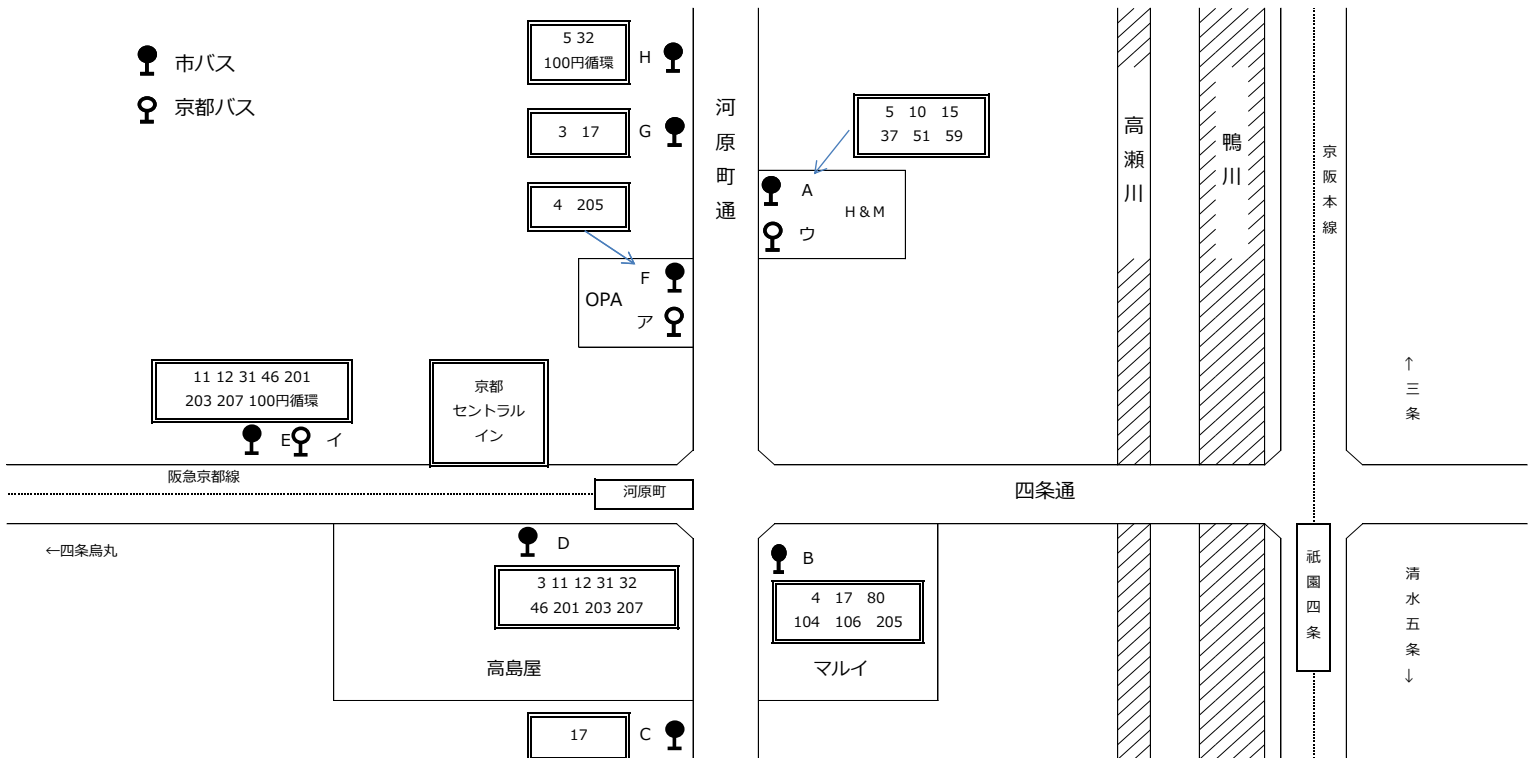 市バス
京都バス
5 32
100円循環
H
3 17
G
4 205
F
OPA
ア
河原町通
5 10 15
37 51 59
A
H＆M
ウ
高瀬川
鴨川
京阪本線
↑三条
11 12 31 46 201
203 207 100円循環
E
イ
京都
セントラル
イン
阪急京都線
河原町
四条通
←四条烏丸
D
3 11 12 31 32
46 201 203 207
高島屋
B
4 17 80
104 106 205
マルイ
祇園四条
清水五条↓
17
C